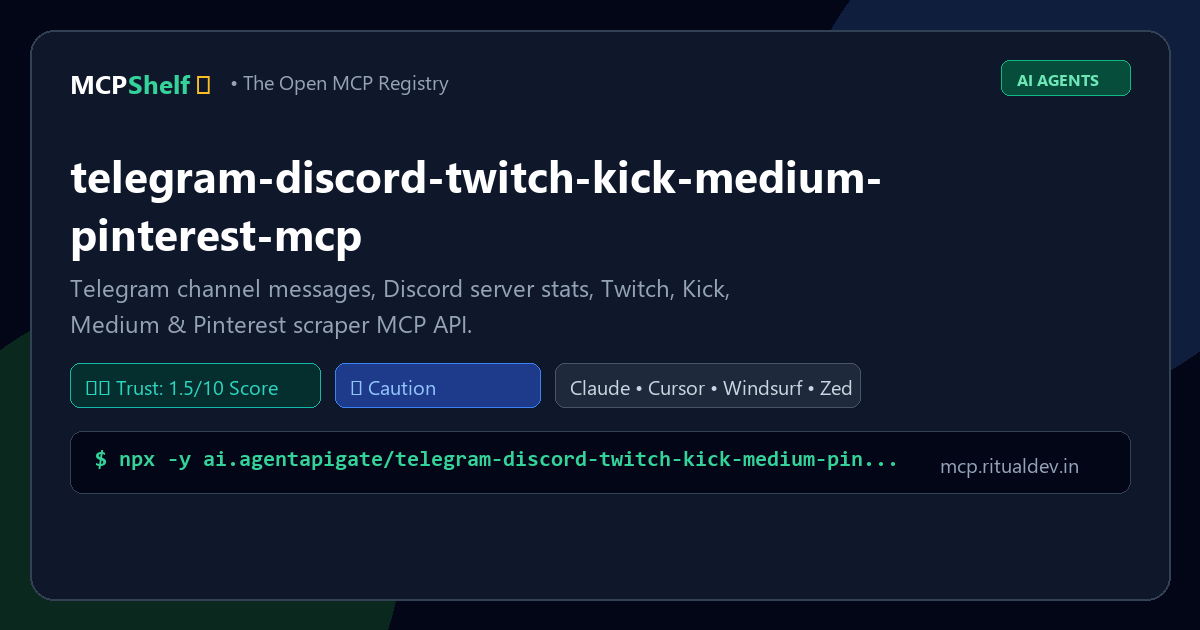 MCPShelf • The Open MCP Registry
AI AGENTS
telegram-discord-twitch-kick-medium-
pinterest-mcp
Telegram channel messages, Discord server stats, Twitch, Kick,
Medium & Pinterest scraper MCP API.
Trust: 1.5/10 Score
Caution
Claude • Cursor • Windsurf • Zed
$ npx -y ai.agentapigate/telegram-discord-twitch-kick-medium-pin...
mcp.ritualdev.in